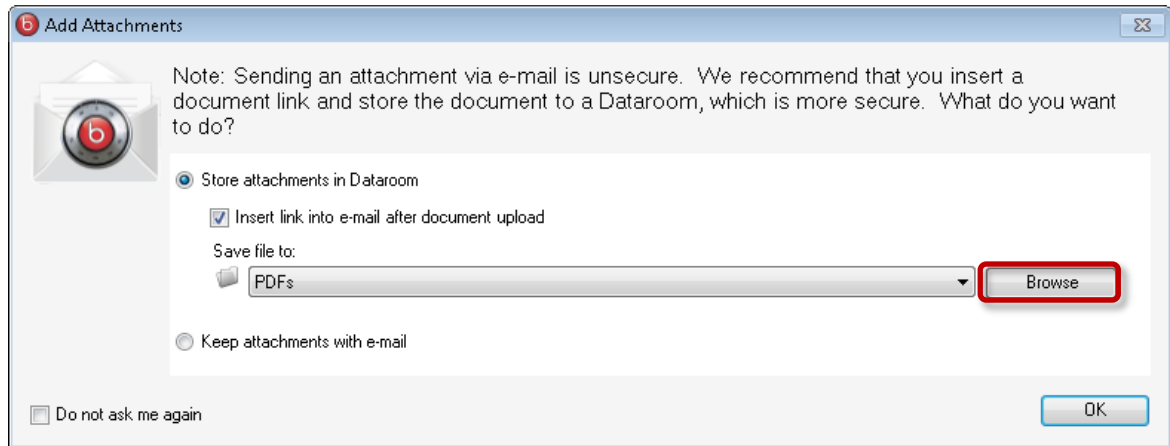 Add Attachments
Note: Sending an attachment via e-mail is unsecure.  We recommend that you insert a
document link and store the document to a Dataroom, which is more secure.  What do you want
to do?
Store attachments in Dataroom
Insert link into e-mail after document upload
Save file to:
PDFs
Browse
Keep attachments with e-mail
Do not ask me again
OK